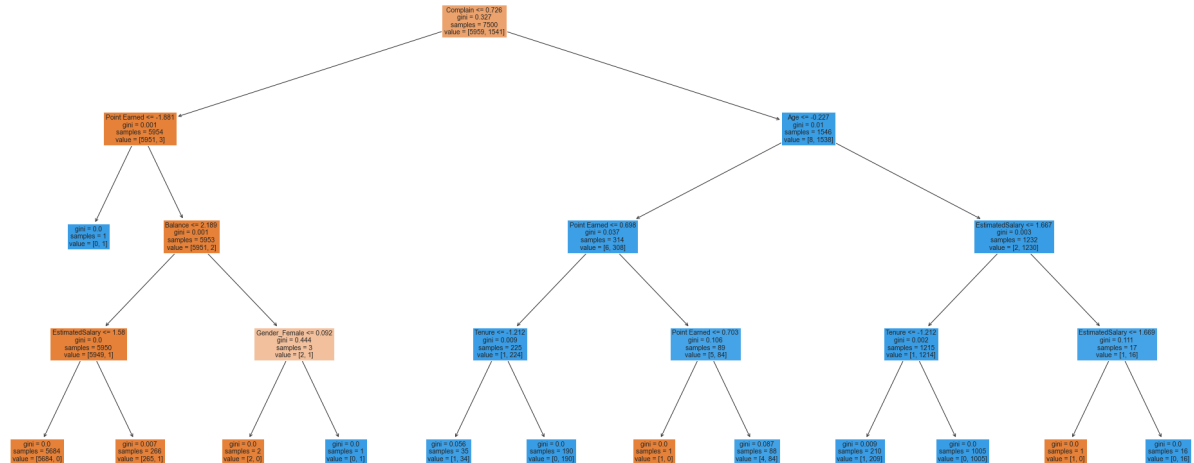 Complain <= 0.726
gini = 0.327
samples = 7500
value = [5959, 1541]
Point Earned <= -1.681
gini = 0.001
samples = 5954
value = [5951, 3]
Age <= -0.227
gini = 0.01
samples = 1546
value = [8, 1538]
gini = 0.0
samples = 1
value = [0, 1]
Balance <= 2.189
gini = 0.001
samples = 5953
value = [5951, 2]
Point Earned <= 0.698
gini = 0.037
samples = 314
value = [6, 308]
EstimatedSalary <= 1.667
gini = 0.003
samples = 1232
value = [2, 1230]
EstimatedSalary <= 1.58
gini = 0.0
samples = 5950
value = [5949, 1]
Gender_Female <= 0.092
gini = 0.444
samples = 3
value = [2, 1]
Tenure <= -1.212
gini = 0.009
samples = 225
value = [1, 224]
Point Earned <= 0.703
gini = 0.106
samples = 89
value = [5, 84]
Tenure <= -1.212
gini = 0.002
samples = 1215
value = [1, 1214]
EstimatedSalary <= 1.669
gini = 0.111
samples = 17
value = [1, 16]
gini = 0.0
samples = 5684
value = [5684, 0]
gini = 0.007
samples = 266
value = [265, 1]
gini = 0.0
samples = 2
value = [2, 0]
gini = 0.0
samples = 1
value = [0, 1]
gini = 0.056
samples = 35
value = [1, 34]
gini = 0.0
samples = 190
value = [0, 190]
gini = 0.0
samples = 1
value = [1, 0]
gini = 0.087
samples = 88
value = [4, 84]
gini = 0.009
samples = 210
value = [1, 209]
gini = 0.0
samples = 1005
value = [0, 1005]
gini = 0.0
samples = 1
value = [1, 0]
gini = 0.0
samples = 16
value = [0, 16]